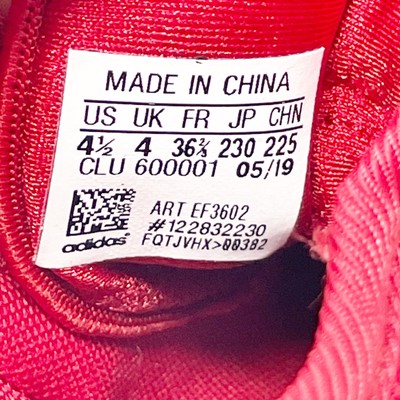 MADE IN CHINA
US UK FR JP CHN
4½ 4 36⅔ 230 225
CLU 600001 05/19
ART EF3602
#122832230
adidas® FQTJVHX>00382